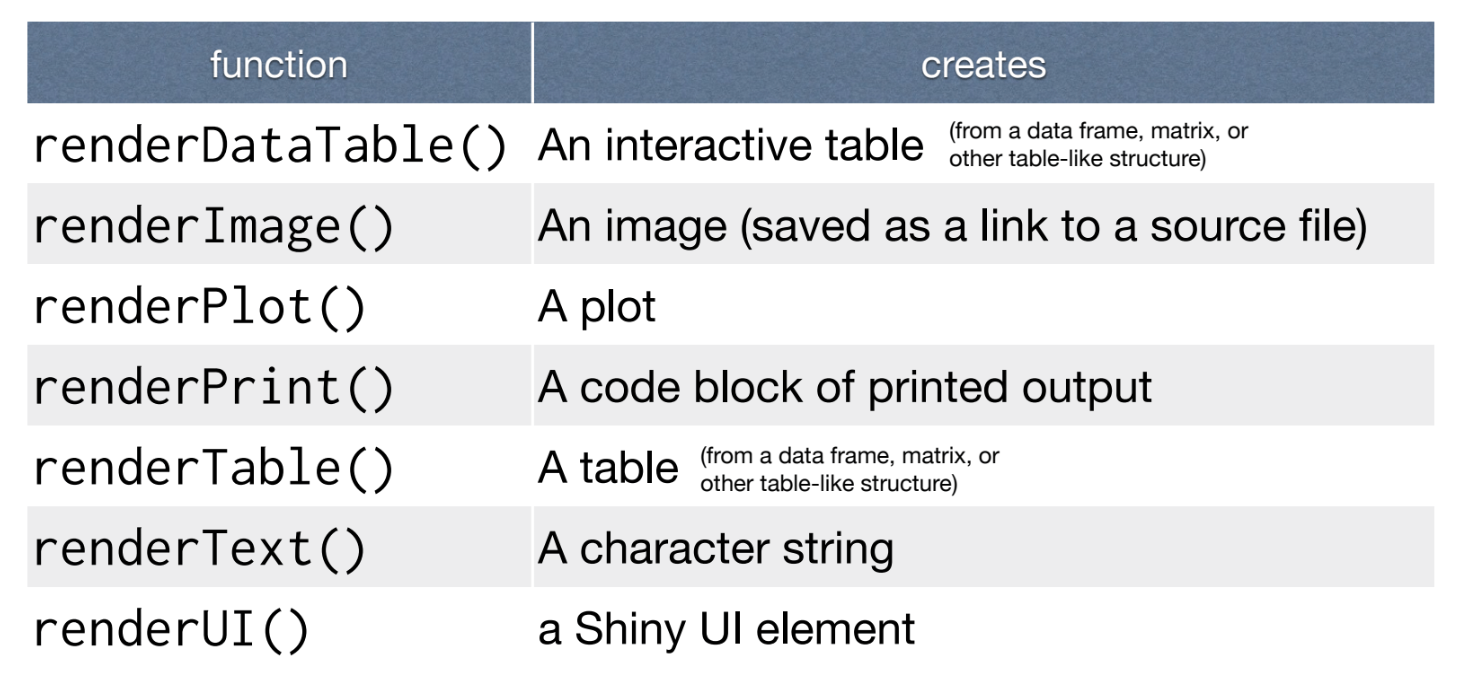 function creates
renderDataTable() An interactive table (from a data frame, matrix, or
other table-like structure)
renderImage() An image (saved as a link to a source file)
renderPlot() A plot
renderPrint() A code block of printed output
renderTable() A table (from a data frame, matrix, or
other table-like structure)
renderText() A character string
renderUI() a Shiny UI element